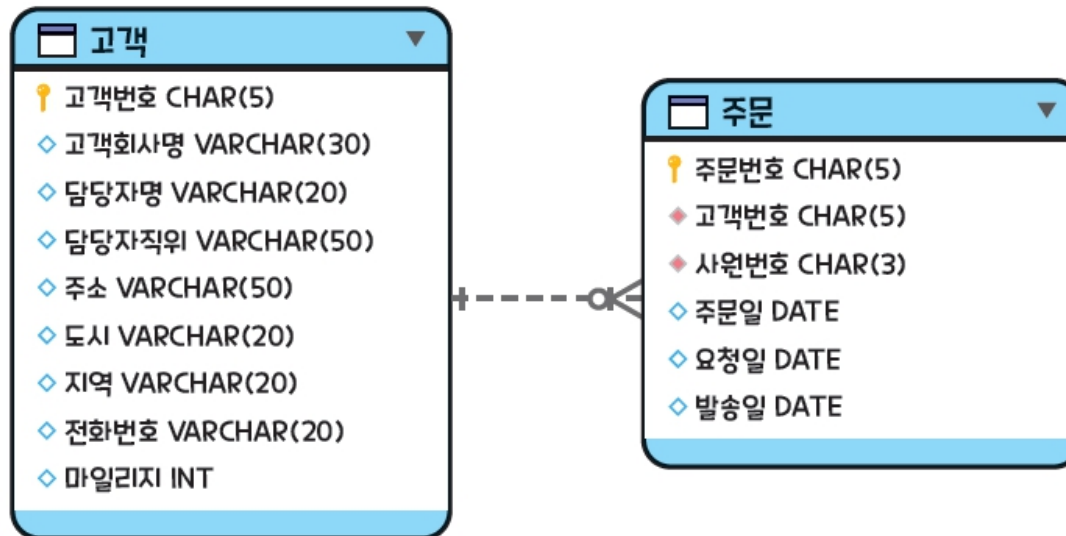 고객
고객번호 CHAR(5)
고객회사명 VARCHAR(30)
담당자명 VARCHAR(20)
담당자직위 VARCHAR(50)
주소 VARCHAR(50)
도시 VARCHAR(20)
지역 VARCHAR(20)
전화번호 VARCHAR(20)
마일리지 INT
주문
주문번호 CHAR(5)
고객번호 CHAR(5)
사원번호 CHAR(3)
주문일 DATE
요청일 DATE
발송일 DATE